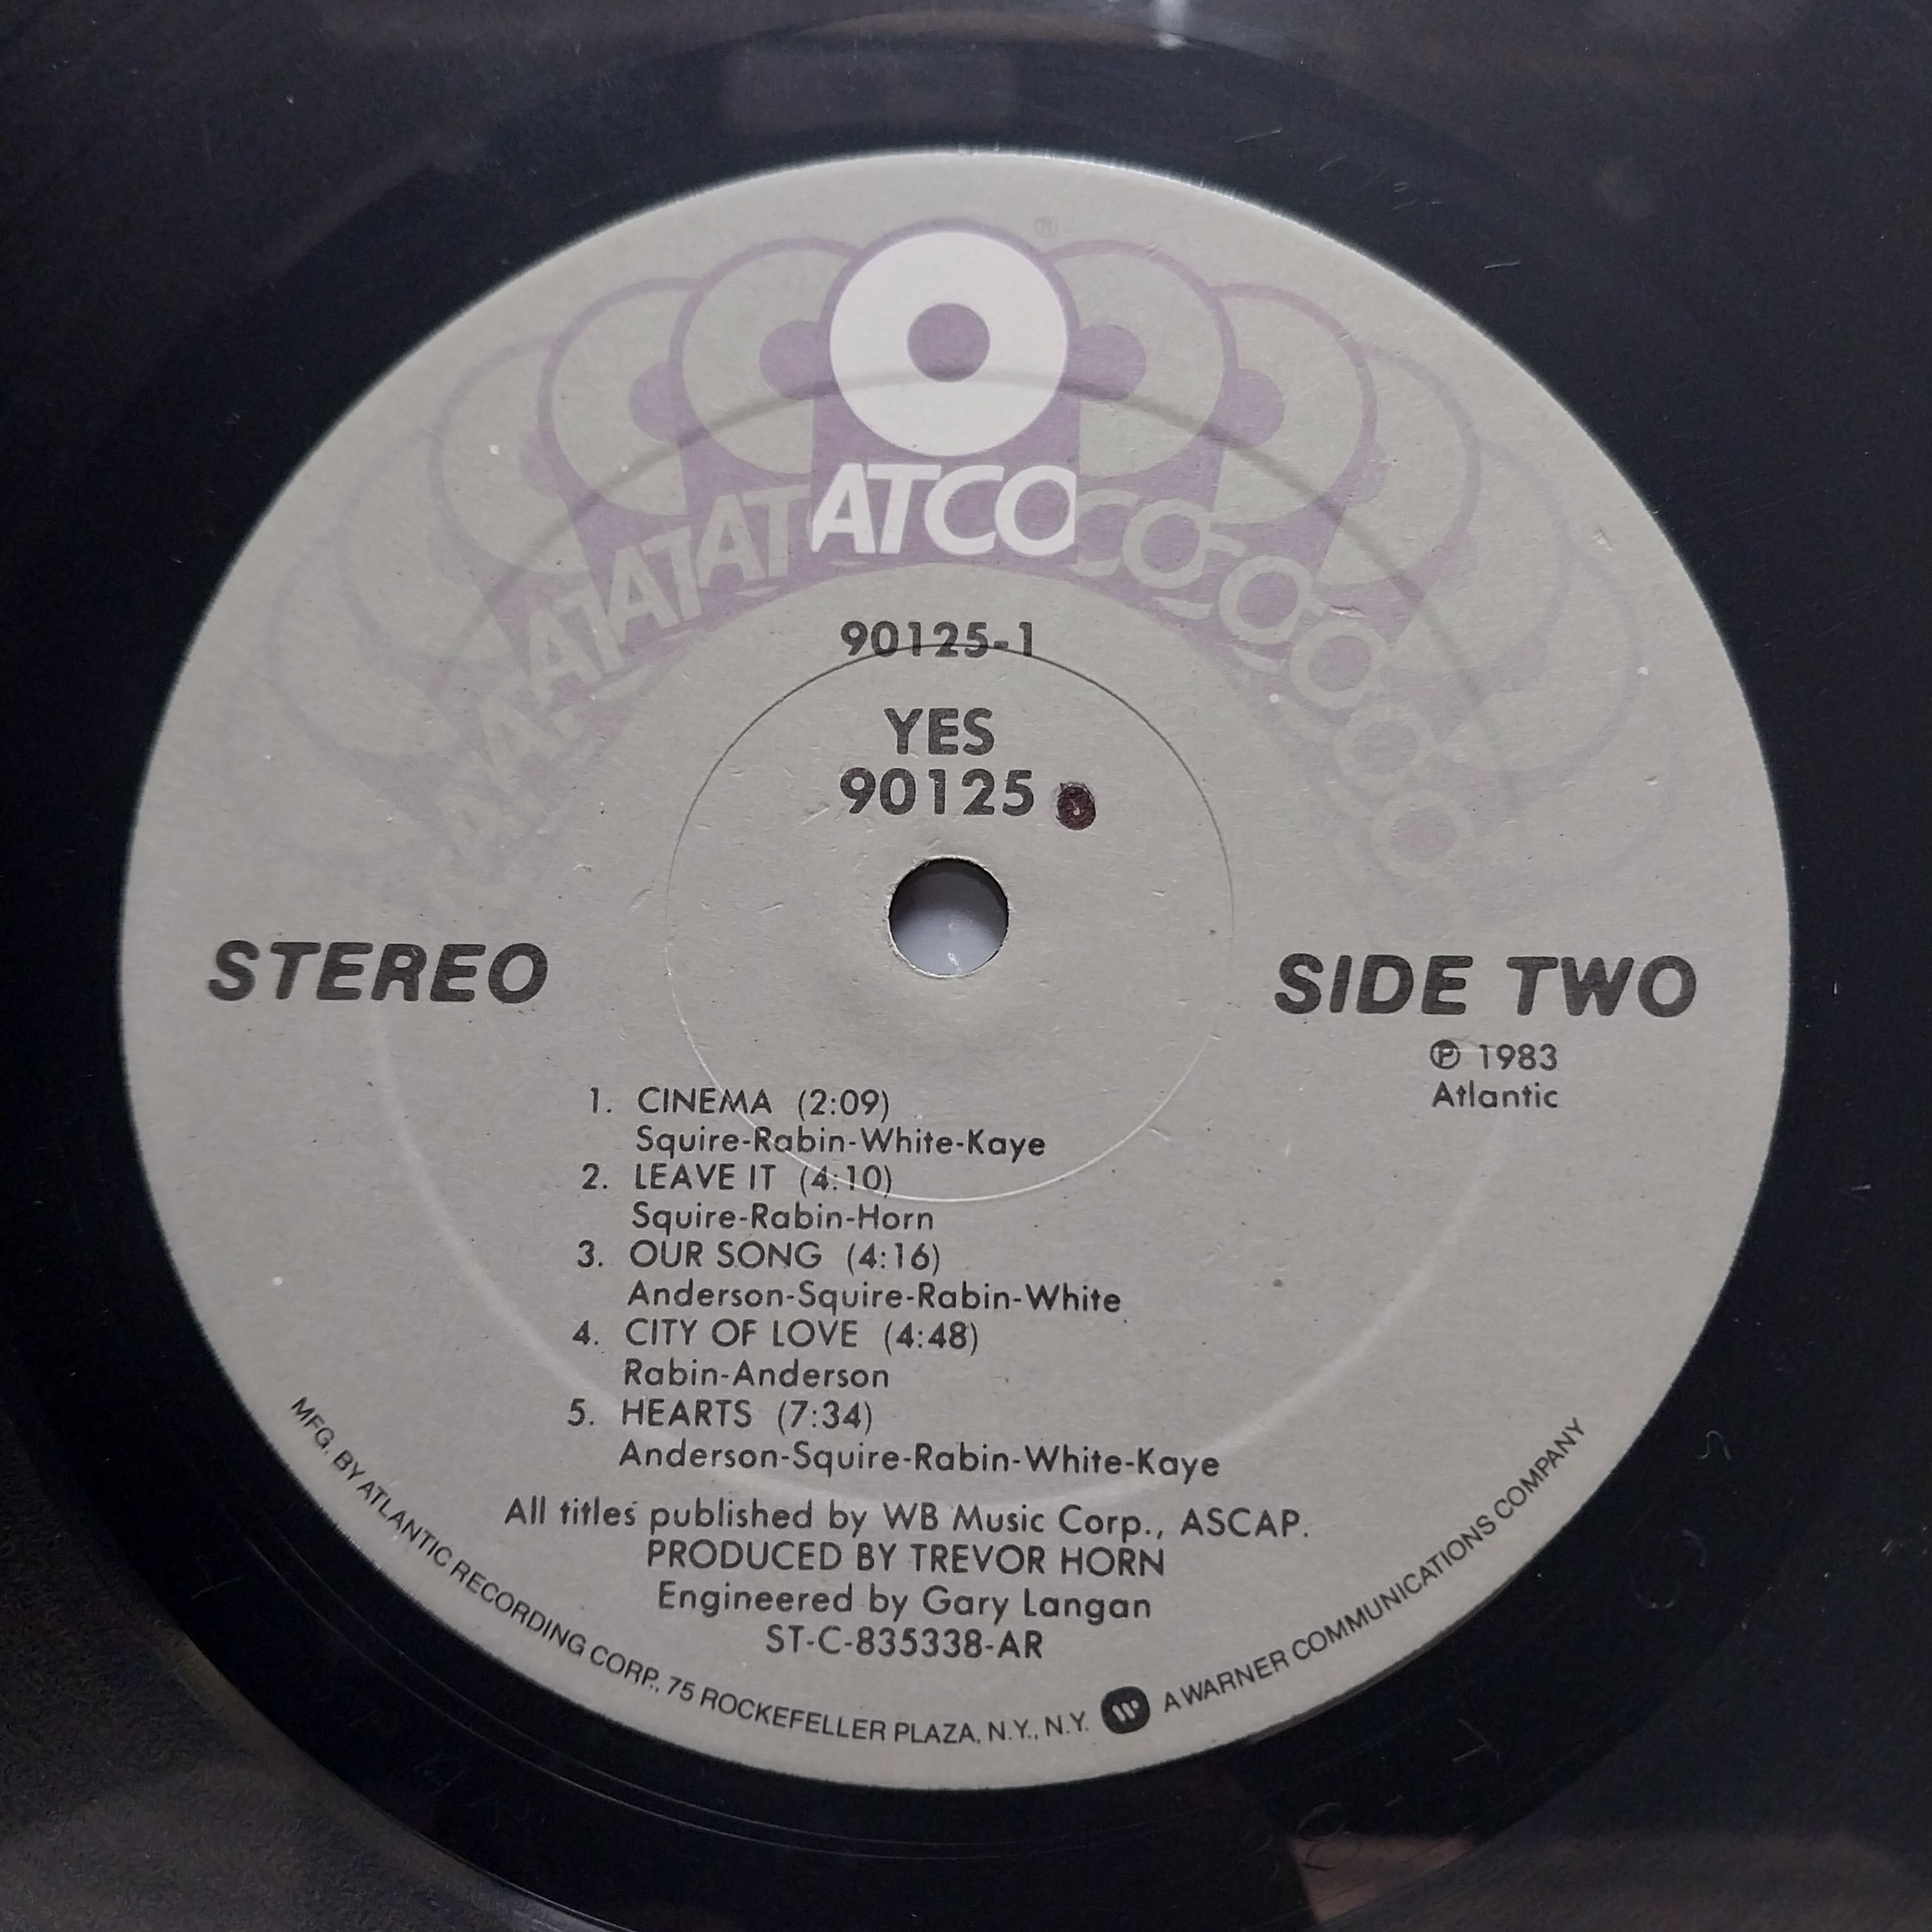 ATCO
90125-1
YES
90125
STEREO
SIDE TWO
℗ 1983
Atlantic
1. CINEMA (2:09)
Squire-Rabin-White-Kaye
2. LEAVE IT (4:10)
Squire-Rabin-Horn
3. OUR SONG (4:16)
Anderson-Squire-Rabin-White
4. CITY OF LOVE (4:48)
Rabin-Anderson
5. HEARTS (7:34)
Anderson-Squire-Rabin-White-Kaye
All titles published by WB Music Corp., ASCAP.
PRODUCED BY TREVOR HORN
Engineered by Gary Langan
ST-C-835338-AR
MFG. BY ATLANTIC RECORDING CORP., 75 ROCKEFELLER PLAZA, N.Y., N.Y. W A WARNER COMMUNICATIONS COMPANY